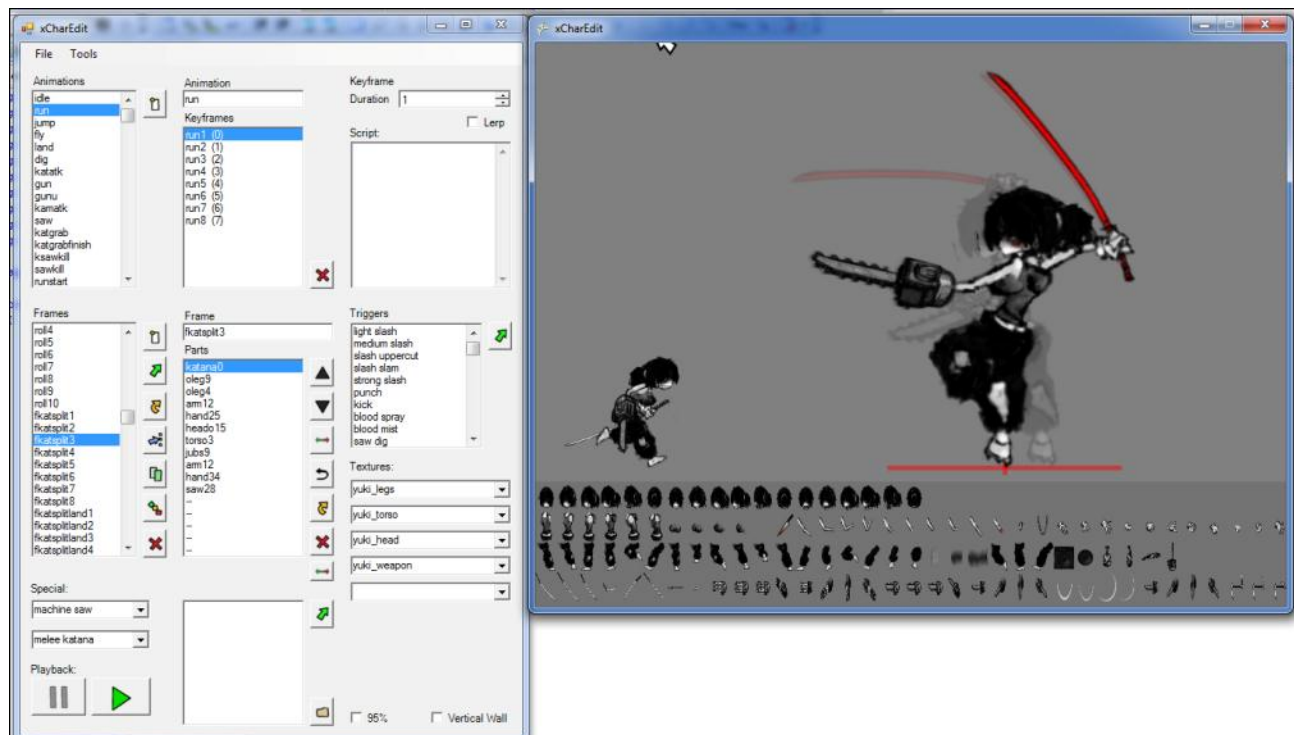 xCharEdit
File Tools
Animations
idle
run
jump
fly
land
dig
katatk
gun
gunu
kamatk
saw
katgrab
katgrabfinish
ksawkill
sawkill
runstart
Animation
run
Keyframes
run1 (0)
run2 (1)
run3 (2)
run4 (3)
run5 (4)
run6 (5)
run7 (6)
run8 (7)
Keyframe
Duration 1
Lerp
Script:
Frames
roll4
roll5
roll6
roll7
roll8
roll9
roll10
fkatsplit1
fkatsplit2
fkatsplit3
fkatsplit4
fkatsplit5
fkatsplit6
fkatsplit7
fkatsplit8
fkatsplitland1
fkatsplitland2
fkatsplitland3
fkatsplitland4
Frame
fkatsplit3
Parts
katana0
oleg9
oleg4
arm12
hand25
heado15
torso3
jubs9
arm12
hand34
saw28
--
--
--
--
--
Triggers
light slash
medium slash
slash uppercut
slash slam
strong slash
punch
kick
blood spray
blood mist
saw dig
Textures:
yuki_legs
yuki_torso
yuki_head
yuki_weapon
Special:
machine saw
melee katana
Playback:
95%
Vertical Wall
xCharEdit